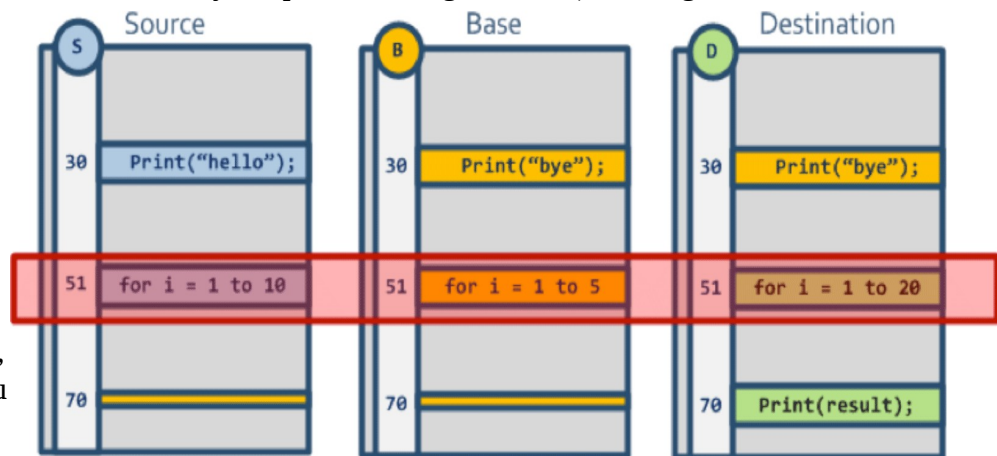 Source Base Destination
S B D
30 Print(“hello”); 30 Print(“bye”); 30 Print(“bye”);
51 for i = 1 to 10 51 for i = 1 to 5 51 for i = 1 to 20
,
u
70 70 70 Print(result);